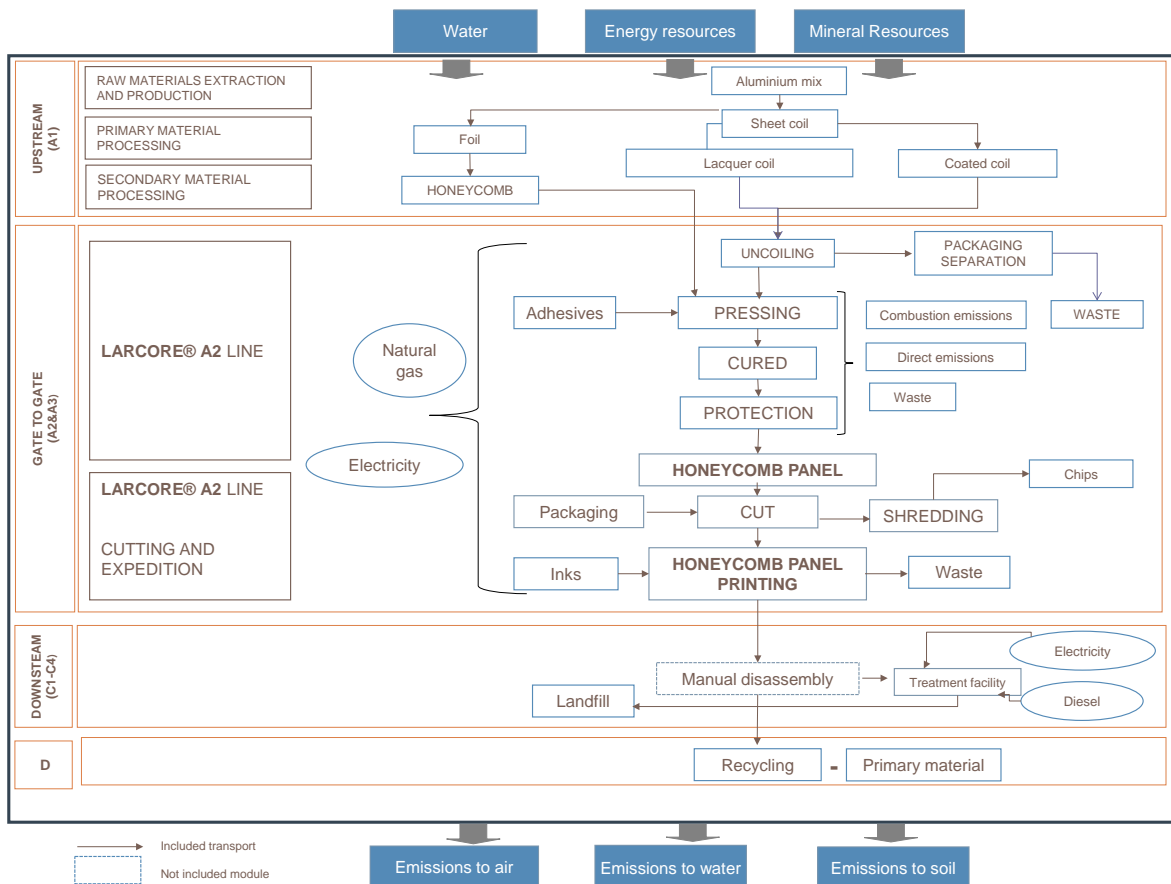 Water
Energy resources
Mineral Resources
UPSTREAM
(A1)
RAW MATERIALS EXTRACTION
AND PRODUCTION
PRIMARY MATERIAL
PROCESSING
SECONDARY MATERIAL
PROCESSING
Aluminium mix
Sheet coil
Foil
Lacquer coil
Coated coil
HONEYCOMB
GATE TO GATE
(A2&A3)
LARCORE® A2 LINE
LARCORE® A2 LINE
CUTTING AND
EXPEDITION
Natural
gas
Electricity
UNCOILING
PACKAGING
SEPARATION
WASTE
Adhesives
PRESSING
CURED
PROTECTION
Combustion emissions
Direct emissions
Waste
HONEYCOMB PANEL
Packaging
CUT
SHREDDING
Chips
Inks
HONEYCOMB PANEL
PRINTING
Waste
DOWNSTEAM
(C1-C4)
Manual disassembly
Treatment facility
Electricity
Diesel
Landfill
D
Recycling
-
Primary material
Included transport
Not included module
Emissions to air
Emissions to water
Emissions to soil